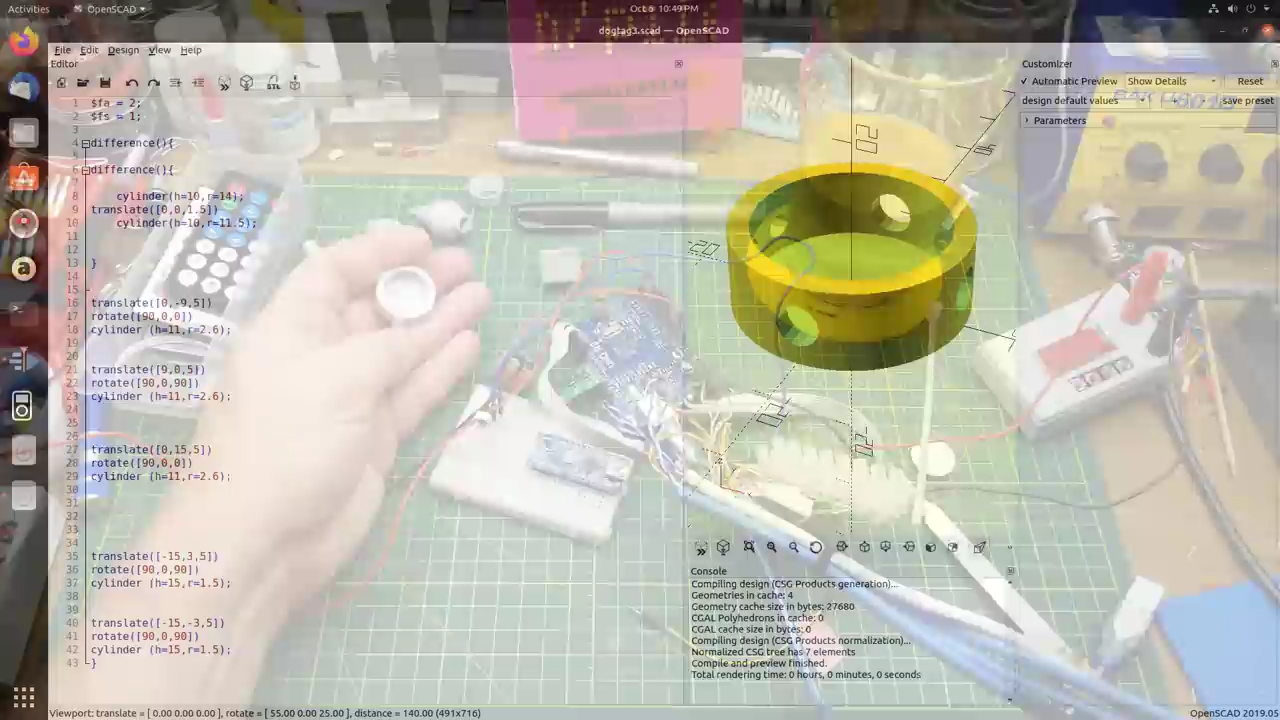 Activities
OpenSCAD
Oct 5 10:49 PM
dogtag3.scad — OpenSCAD
File Edit Design View Help
Editor
Customizer
Automatic Preview
Show Details
Reset
design default values
+
-
save preset
Parameters
1 $fa = 2;
2 $fs = 1;
3
4 difference(){
5
6 difference(){
7
8 cylinder(h=10,r=14);
9 translate([0,0,1.5])
10 cylinder(h=10,r=11.5);
11
12
13 }
14
15
16 translate([0,-9,5])
17 rotate([90,0,0])
18 cylinder (h=11,r=2.6);
19
20
21 translate([9,0,5])
22 rotate([90,0,90])
23 cylinder (h=11,r=2.6);
24
25
26
27 translate([0,15,5])
28 rotate([90,0,0])
29 cylinder (h=11,r=2.6);
30
31
32
33
34
35 translate([-15,3,5])
36 rotate([90,0,90])
37 cylinder (h=15,r=1.5);
38
39
40 translate([-15,-3,5])
41 rotate([90,0,90])
42 cylinder (h=15,r=1.5);
43 }
Console
Compiling design (CSG Products generation)...
Geometries in cache: 4
Geometry cache size in bytes: 27680
CGAL Polyhedrons in cache: 0
CGAL cache size in bytes: 0
Compiling design (CSG Products normalization)...
Normalized CSG tree has 7 elements
Compile and preview finished.
Total rendering time: 0 hours, 0 minutes, 0 seconds
Viewport: translate = [ 0.00 0.00 0.00 ], rotate = [ 55.00 0.00 25.00 ], distance = 140.00 (491x716)
OpenSCAD 2019.05